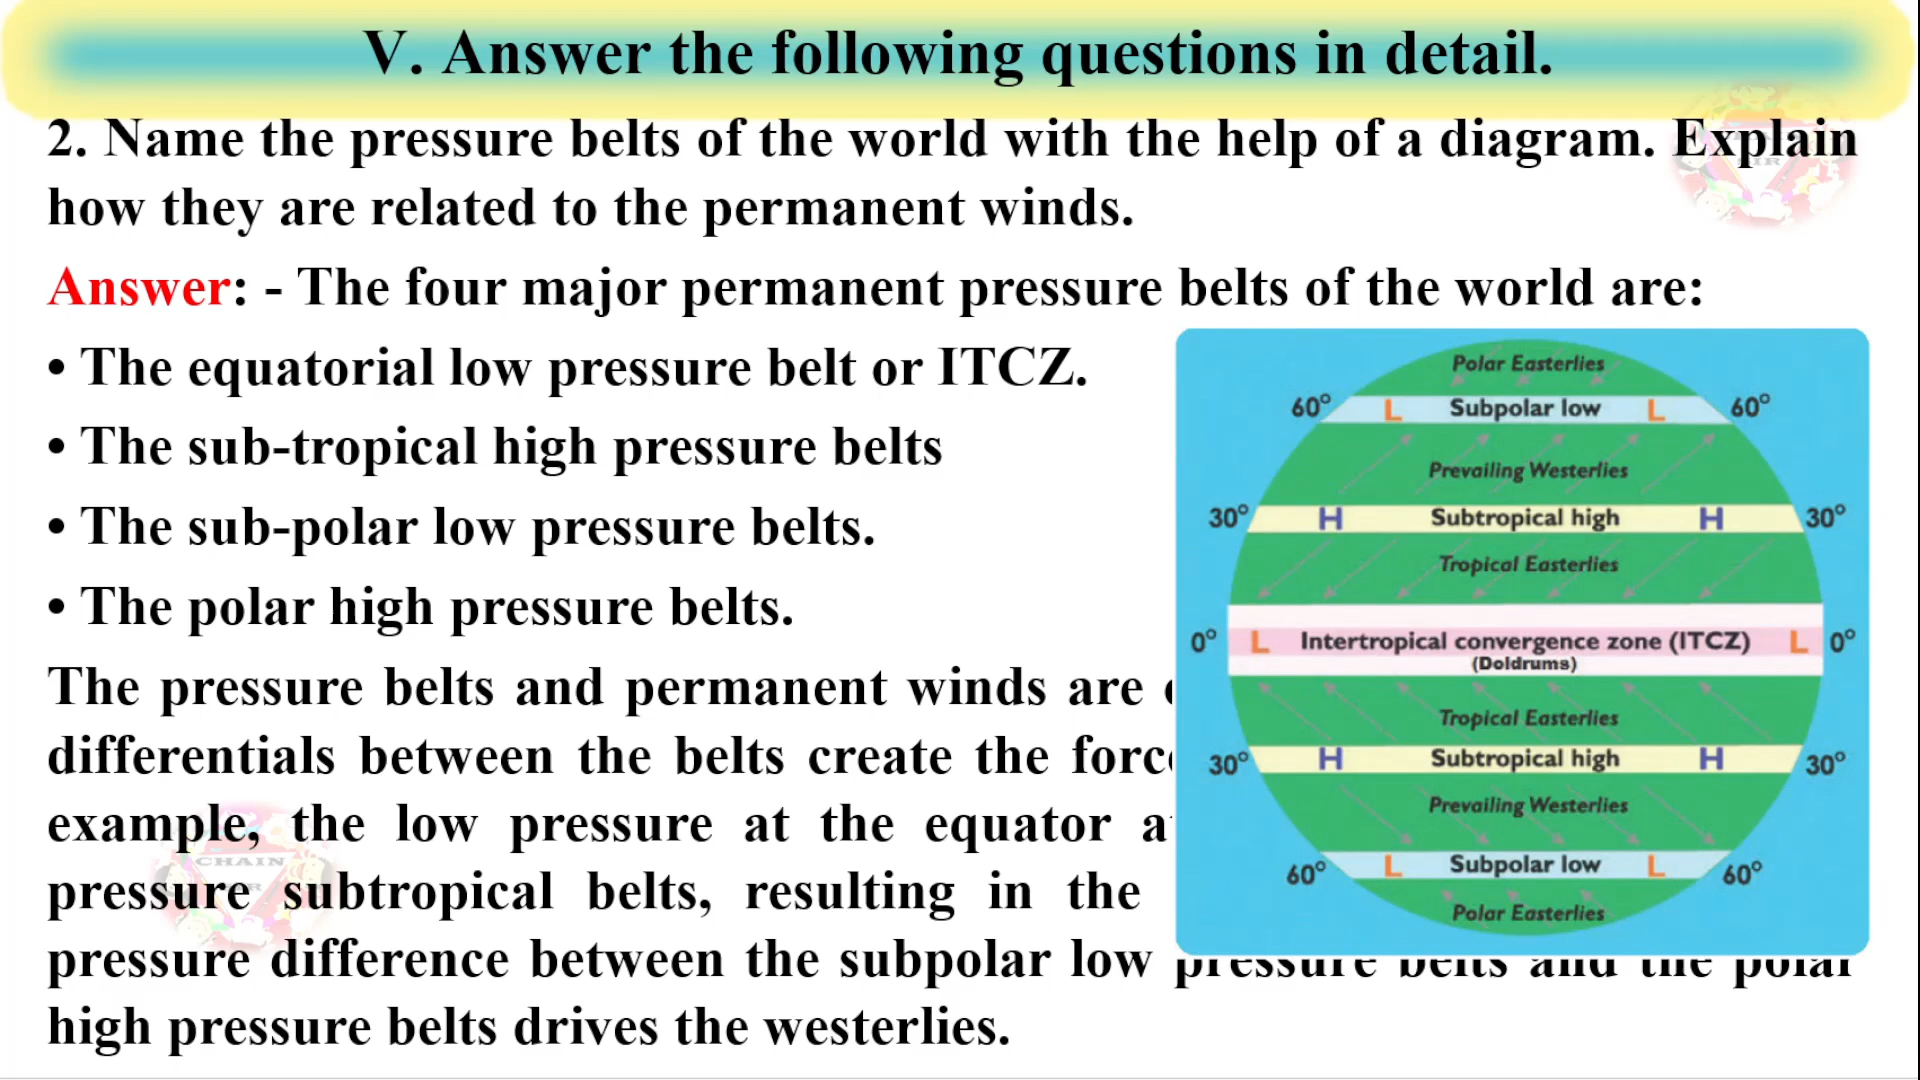 V. Answer the following questions in detail.
2. Name the pressure belts of the world with the help of a diagram. Explain
how they are related to the permanent winds.
Answer: - The four major permanent pressure belts of the world are:
• The equatorial low pressure belt or ITCZ.
• The sub-tropical high pressure belts
• The sub-polar low pressure belts.
• The polar high pressure belts.
The pressure belts and permanent winds are
differentials between the belts create the
example, the low pressure at the equator
pressure subtropical belts, resulting in the
pressure difference between the subpolar low pressure belts and the polar
high pressure belts drives the westerlies.
Polar Easterlies
60° L Subpolar low L 60°
Prevailing Westerlies
30° H Subtropical high H 30°
Tropical Easterlies
0° L Intertropical convergence zone (ITCZ) L 0°
(Doldrums)
Tropical Easterlies
30° H Subtropical high H 30°
Prevailing Westerlies
60° L Subpolar low L 60°
Polar Easterlies
CHAIN